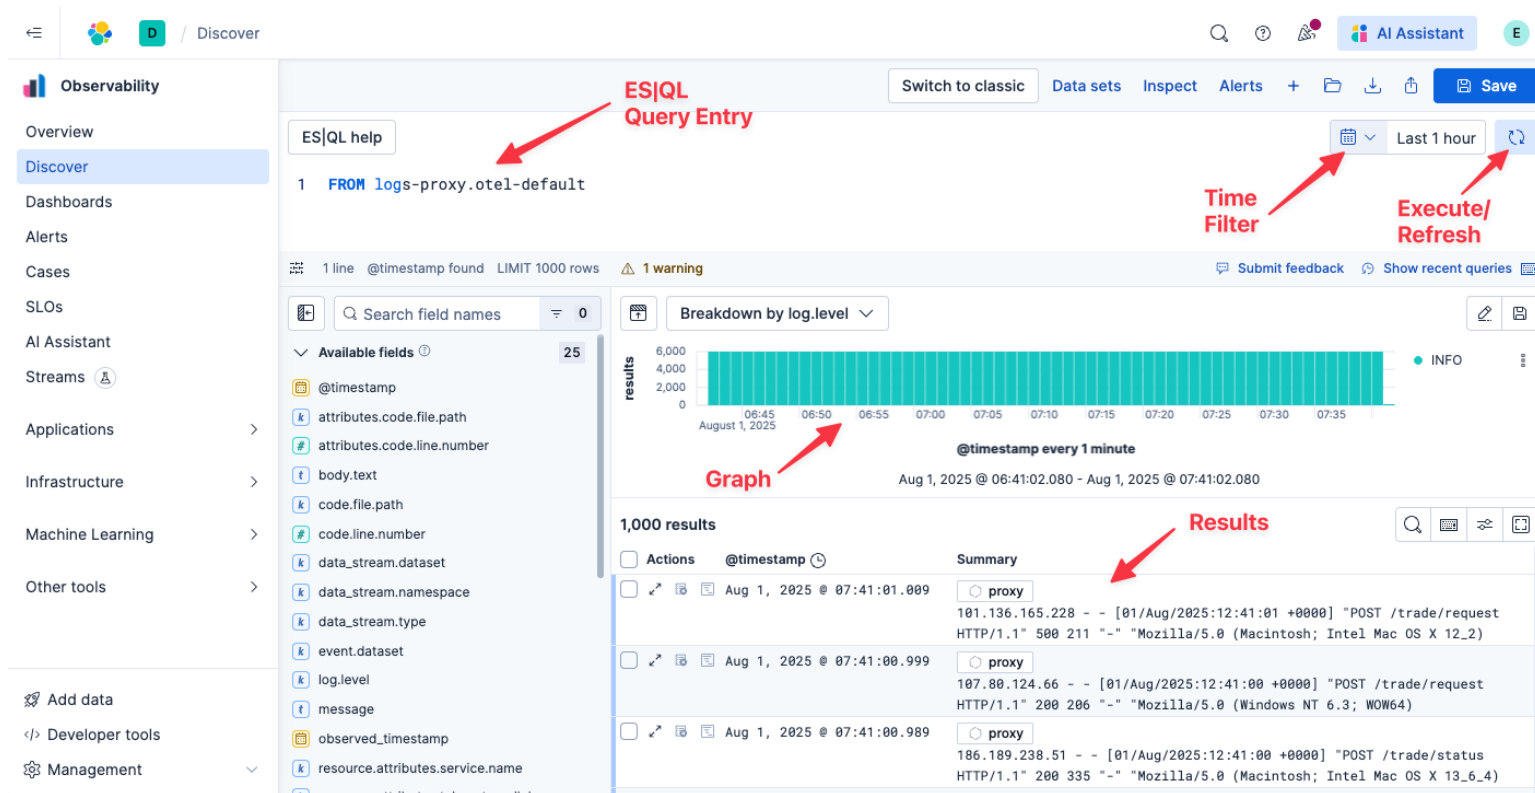 D / Discover
AI Assistant
E
Observability
Overview
Discover
Dashboards
Alerts
Cases
SLOs
AI Assistant
Streams
Applications
Infrastructure
Machine Learning
Other tools
Add data
Developer tools
Management
Switch to classic
Data sets
Inspect
Alerts
Save
ES|QL
Query Entry
ES|QL help
Last 1 hour
1 FROM logs-proxy.otel-default
Time
Filter
Execute/
Refresh
1 line @timestamp found LIMIT 1000 rows 1 warning
Submit feedback Show recent queries
Search field names 0
Available fields 25
@timestamp
k attributes.code.file.path
# attributes.code.line.number
t body.text
k code.file.path
# code.line.number
k data_stream.dataset
k data_stream.namespace
k data_stream.type
k event.dataset
k log.level
t message
observed_timestamp
k resource.attributes.service.name
Breakdown by log.level
results
6,000
4,000
2,000
0
INFO
06:45 06:50 06:55 07:00 07:05 07:10 07:15 07:20 07:25 07:30 07:35
August 1, 2025
@timestamp every 1 minute
Graph
Aug 1, 2025 @ 06:41:02.080 - Aug 1, 2025 @ 07:41:02.080
1,000 results
Results
Actions @timestamp Summary
Aug 1, 2025 @ 07:41:01.009 proxy
101.136.165.228 - - [01/Aug/2025:12:41:01 +0000] "POST /trade/request
HTTP/1.1" 500 211 "-" "Mozilla/5.0 (Macintosh; Intel Mac OS X 12_2)
Aug 1, 2025 @ 07:41:00.999 proxy
107.80.124.66 - - [01/Aug/2025:12:41:00 +0000] "POST /trade/request
HTTP/1.1" 200 206 "-" "Mozilla/5.0 (Windows NT 6.3; WOW64)
Aug 1, 2025 @ 07:41:00.989 proxy
186.189.238.51 - - [01/Aug/2025:12:41:00 +0000] "POST /trade/status
HTTP/1.1" 200 335 "-" "Mozilla/5.0 (Macintosh; Intel Mac OS X 13_6_4)